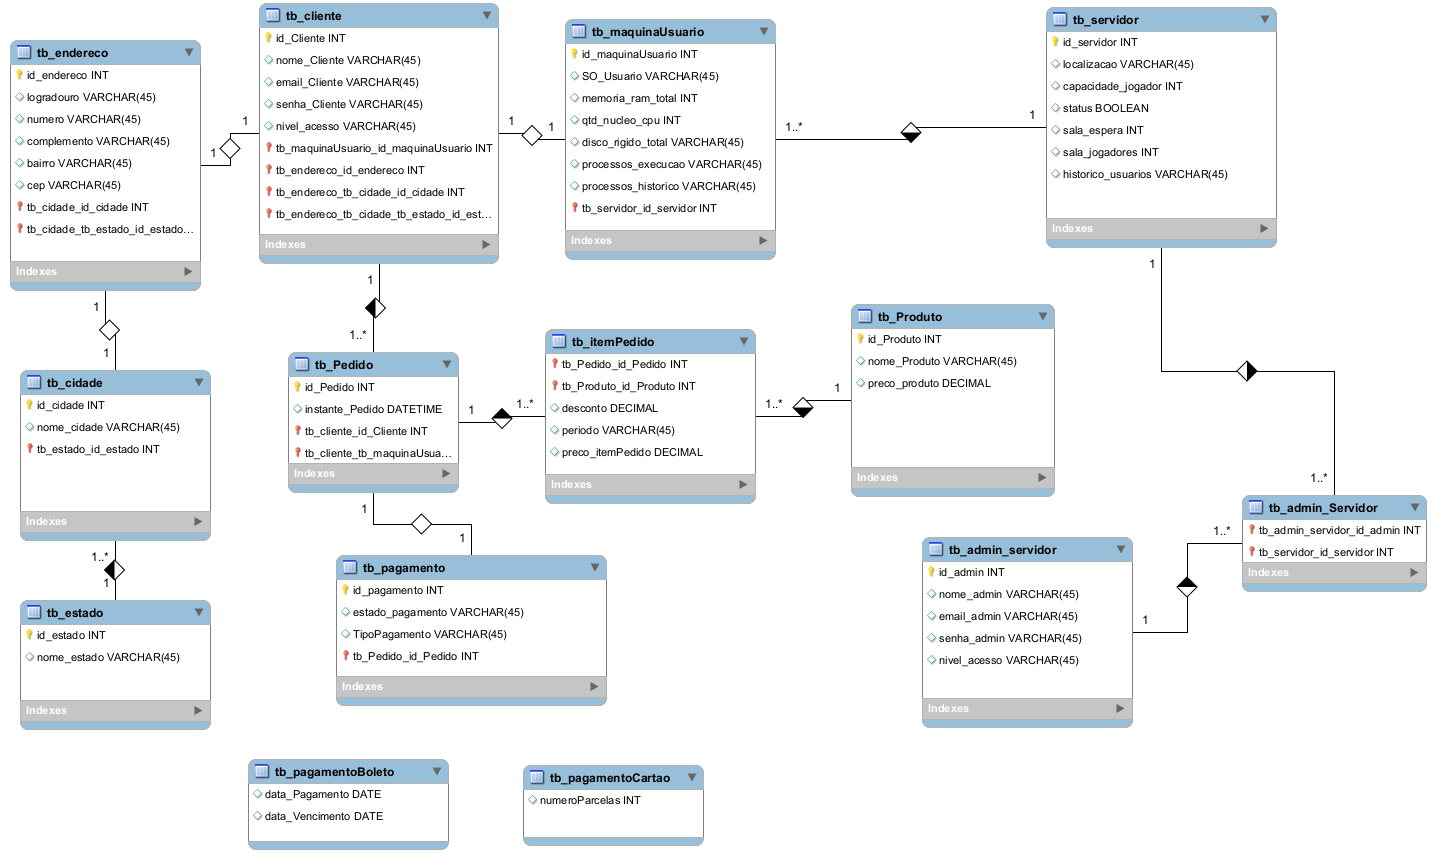 tb_endereco
id_endereco INT
logradouro VARCHAR(45)
numero VARCHAR(45)
complemento VARCHAR(45)
bairro VARCHAR(45)
cep VARCHAR(45)
tb_cidade_id_cidade INT
tb_cidade_tb_estado_id_estado...
Indexes
1
1
tb_cliente
id_Cliente INT
nome_Cliente VARCHAR(45)
email_Cliente VARCHAR(45)
senha_Cliente VARCHAR(45)
nivel_acesso VARCHAR(45)
tb_maquinaUsuario_id_maquinaUsuario INT
tb_endereco_id_endereco INT
tb_endereco_tb_cidade_id_cidade INT
tb_endereco_tb_cidade_tb_estado_id_est...
Indexes
1
1
tb_maquinaUsuario
id_maquinaUsuario INT
SO_Usuario VARCHAR(45)
memoria_ram_total INT
qtd_nucleo_cpu INT
disco_rigido_total VARCHAR(45)
processos_execucao VARCHAR(45)
processos_historico VARCHAR(45)
tb_servidor_id_servidor INT
Indexes
1..*
1
tb_servidor
id_servidor INT
localizacao VARCHAR(45)
capacidade_jogador INT
status BOOLEAN
sala_espera INT
sala_jogadores INT
historico_usuarios VARCHAR(45)
Indexes
1
1..*
1
1
tb_cidade
id_cidade INT
nome_cidade VARCHAR(45)
tb_estado_id_estado INT
Indexes
1..*
1
tb_estado
id_estado INT
nome_estado VARCHAR(45)
Indexes
1
1..*
tb_Pedido
id_Pedido INT
instante_Pedido DATETIME
tb_cliente_id_Cliente INT
tb_cliente_tb_maquinaUsua...
Indexes
1
1..*
tb_itemPedido
tb_Pedido_id_Pedido INT
tb_Produto_id_Produto INT
desconto DECIMAL
periodo VARCHAR(45)
preco_itemPedido DECIMAL
Indexes
1..*
1
tb_Produto
id_Produto INT
nome_Produto VARCHAR(45)
preco_produto DECIMAL
Indexes
1
1
tb_pagamento
id_pagamento INT
estado_pagamento VARCHAR(45)
TipoPagamento VARCHAR(45)
tb_Pedido_id_Pedido INT
Indexes
tb_admin_servidor
id_admin INT
nome_admin VARCHAR(45)
email_admin VARCHAR(45)
senha_admin VARCHAR(45)
nivel_acesso VARCHAR(45)
Indexes
1
1..*
tb_admin_Servidor
tb_admin_servidor_id_admin INT
tb_servidor_id_servidor INT
Indexes
tb_pagamentoBoleto
data_Pagamento DATE
data_Vencimento DATE
tb_pagamentoCartao
numeroParcelas INT